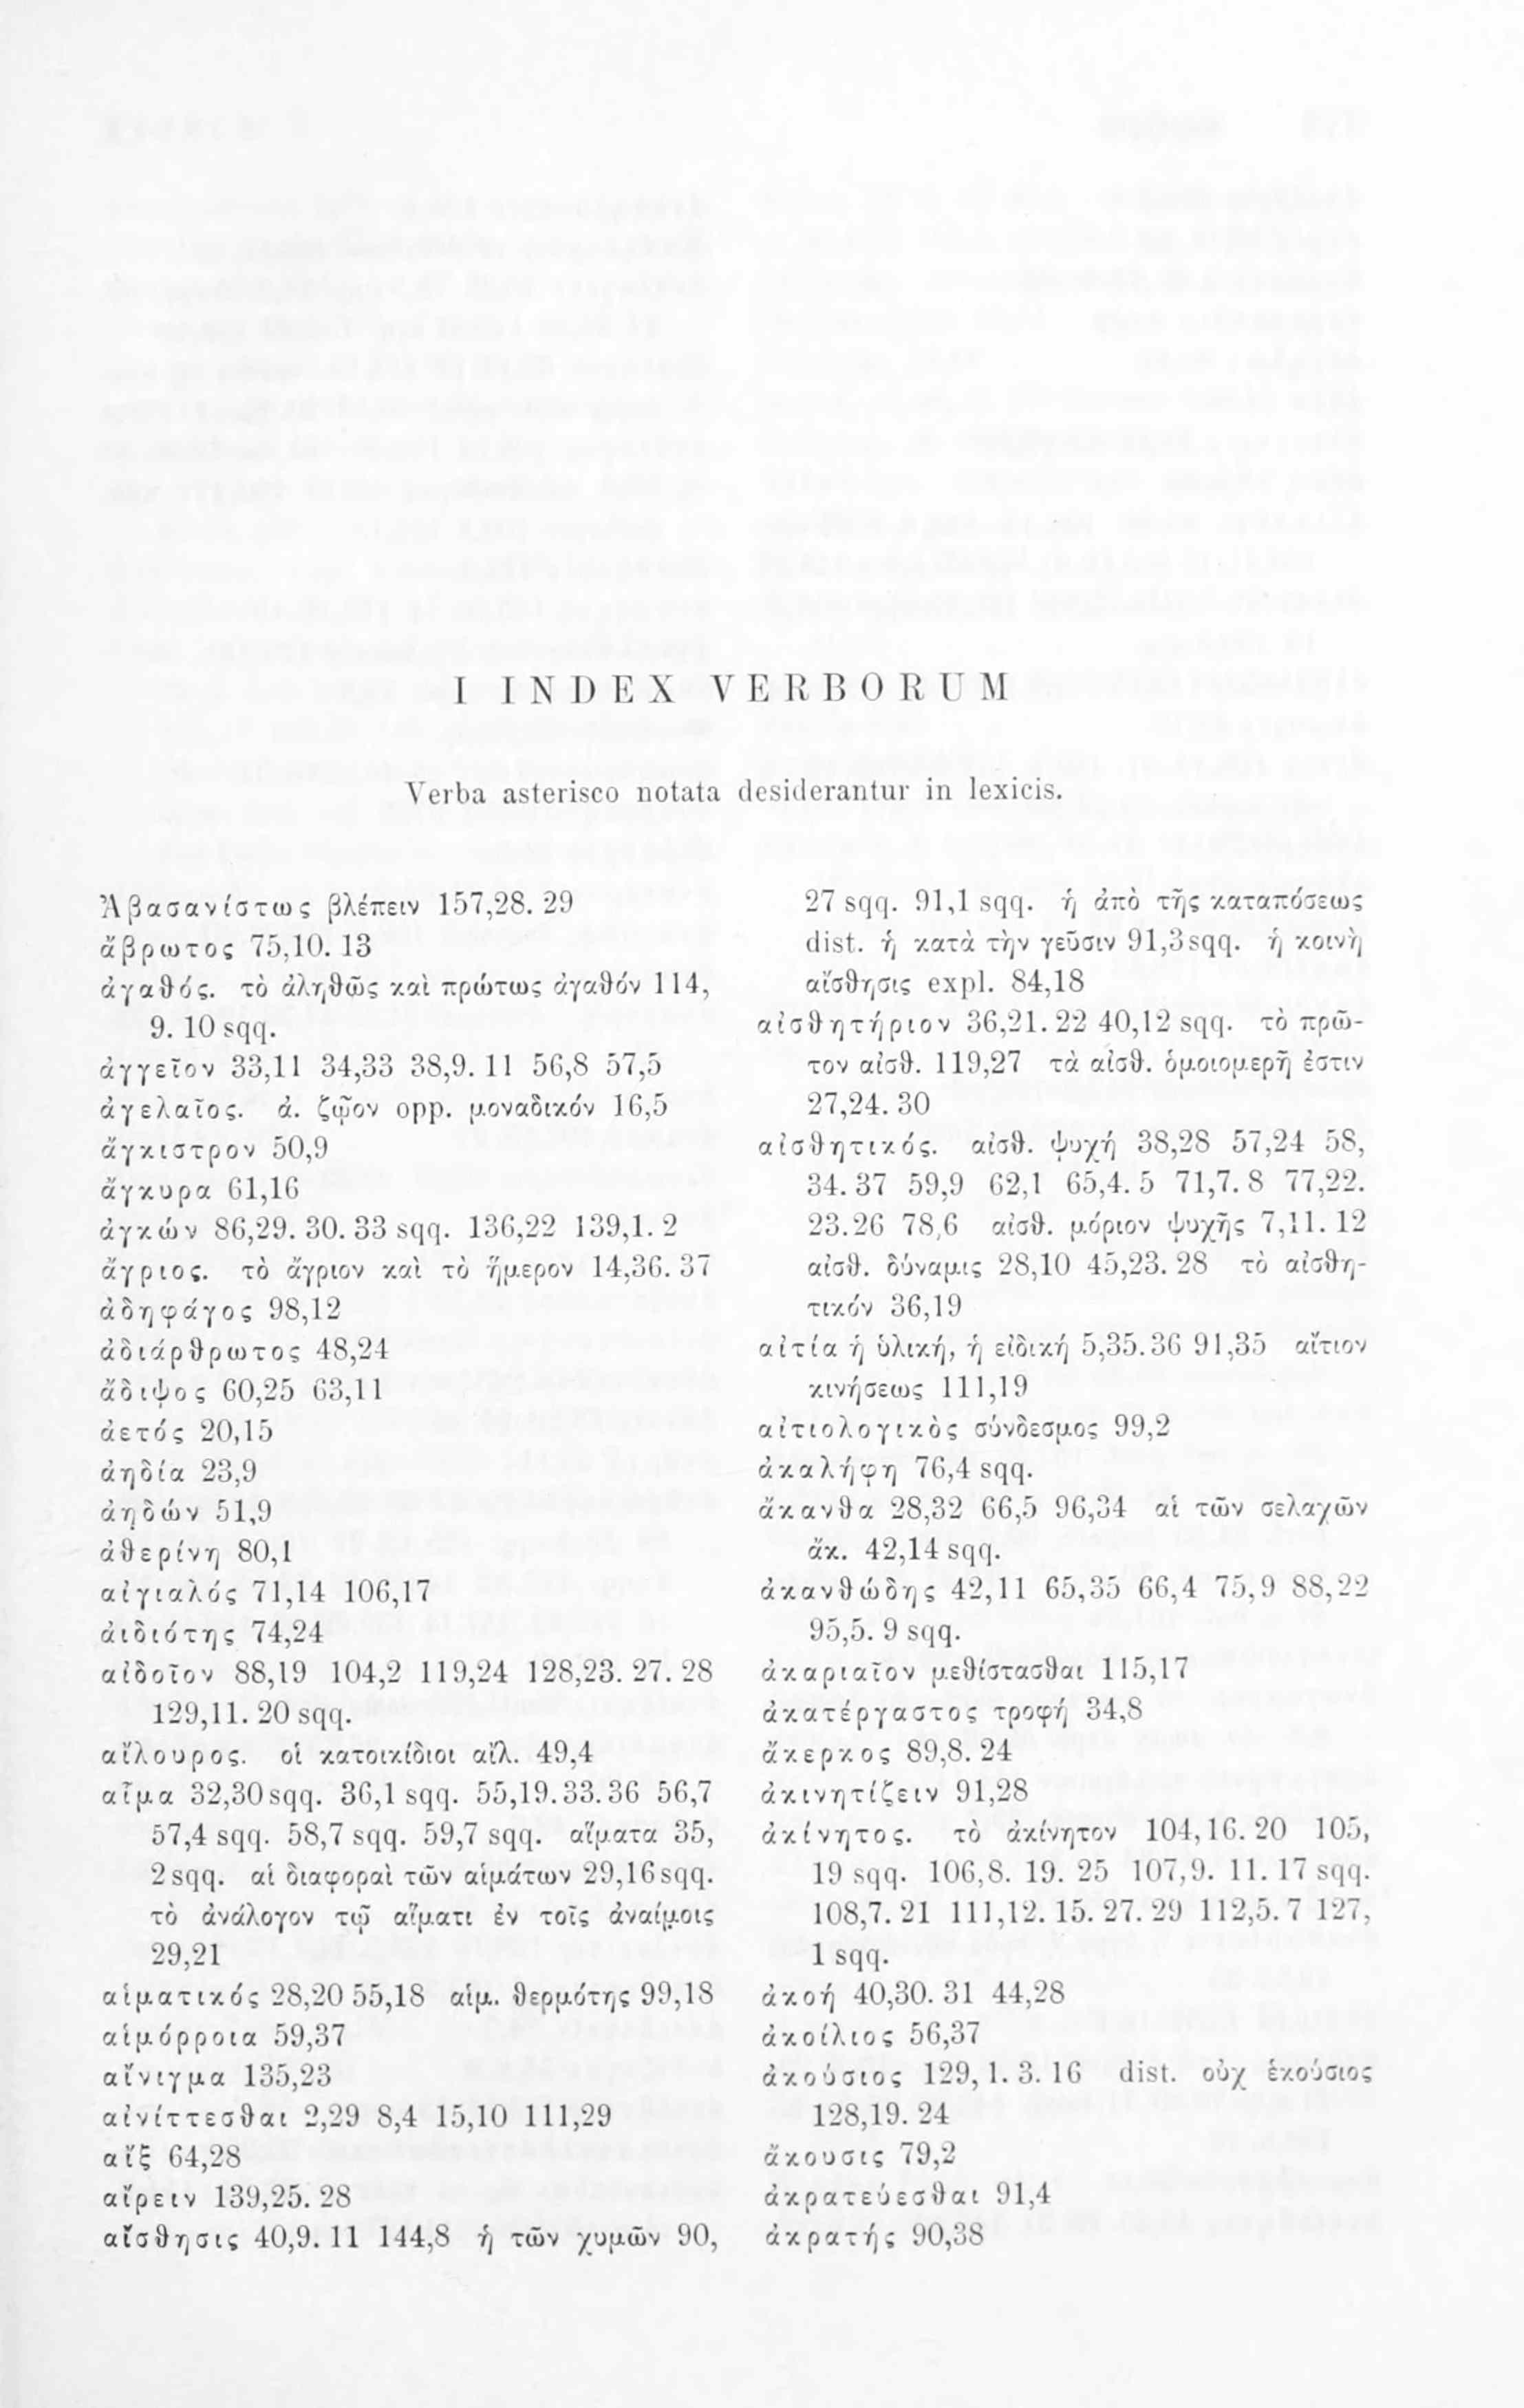 I INDEX VERBORUM
Verba asterisco notata desiderantur in lexicis.
Ἀβασανίστως βλέπειν 157,28. 29
ἄβρωτος 75,10. 13
ἀγαθός. τὸ ἀληθῶς καὶ πρώτως ἀγαθόν 114,
9. 10 sqq.
ἀγγεῖον 33,11 34,33 38,9. 11 56,8 57,5
ἀγελαῖος. ἀ. ζῷον opp. μοναδικόν 16,5
ἄγκιστρον 50,9
ἄγκυρα 61,16
ἀγκών 86,29. 30. 33 sqq. 136,22 139,1. 2
ἄγριος. τὸ ἄγριον καὶ τὸ ἥμερον 14,36. 37
ἀδηφάγος 98,12
ἀδιάρθρωτος 48,24
ἄδιψος 60,25 63,11
ἀετός 20,15
ἀηδία 23,9
ἀηδών 51,9
ἀθερίνη 80,1
αἰγιαλός 71,14 106,17
ἀιδιότης 74,24
αἰδοῖον 88,19 104,2 119,24 128,23. 27. 28
129,11. 20 sqq.
αἴλουρος. οἱ κατοικίδιοι αἴλ. 49,4
αἷμα 32,30 sqq. 36,1 sqq. 55,19. 33. 36 56,7
57,4 sqq. 58,7 sqq. 59,7 sqq. αἵματα 35,
2 sqq. αἱ διαφοραὶ τῶν αἱμάτων 29,16 sqq.
τὸ ἀνάλογον τῷ αἵματι ἐν τοῖς ἀναίμοις
29,21
αἱματικός 28,20 55,18 αἱμ. θερμότης 99,18
αἱμόρροια 59,37
αἴνιγμα 135,23
αἰνίττεσθαι 2,29 8,4 15,10 111,29
αἴξ 64,28
αἴρειν 139,25. 28
αἴσθησις 40,9. 11 144,8 ἡ τῶν χυμῶν 90,
27 sqq. 91,1 sqq. ἡ ἀπὸ τῆς καταπόσεως
dist. ἡ κατὰ τὴν γεῦσιν 91,3 sqq. ἡ κοινὴ
αἴσθησις expl. 84,18
αἰσθητήριον 36,21. 22 40,12 sqq. τὸ πρῶ-
τον αἰσθ. 119,27 τὰ αἰσθ. ὁμοιομερῆ ἐστιν
27,24. 30
αἰσθητικός. αἰσθ. ψυχή 38,28 57,24 58,
34. 37 59,9 62,1 65,4. 5 71,7. 8 77,22.
23. 26 78,6 αἰσθ. μόριον ψυχῆς 7,11. 12
αἰσθ. δύναμις 28,10 45,23. 28 τὸ αἰσθη-
τικόν 36,19
αἰτία ἡ ὑλική, ἡ εἰδική 5,35. 36 91,35 αἴτιον
κινήσεως 111,19
αἰτιολογικὸς σύνδεσμος 99,2
ἀκαλήφη 76,4 sqq.
ἄκανθα 28,32 66,5 96,34 αἱ τῶν σελαχῶν
ἄκ. 42,14 sqq.
ἀκανθώδης 42,11 65,35 66,4 75,9 88,22
95,5. 9 sqq.
ἀκαριαῖον μεθίστασθαι 115,17
ἀκατέργαστος τροφή 34,8
ἄκερκος 89,8. 24
ἀκινητίζειν 91,28
ἀκίνητος. τὸ ἀκίνητον 104,16. 20 105,
19 sqq. 106,8. 19. 25 107,9. 11. 17 sqq.
108,7. 21 111,12. 15. 27. 29 112,5. 7 127,
1 sqq.
ἀκοή 40,30. 31 44,28
ἀκοίλιος 56,37
ἀκούσιος 129,1. 3. 16 dist. οὐχ ἑκούσιος
128,19. 24
ἄκουσις 79,2
ἀκρατεύεσθαι 91,4
ἀκρατής 90,38